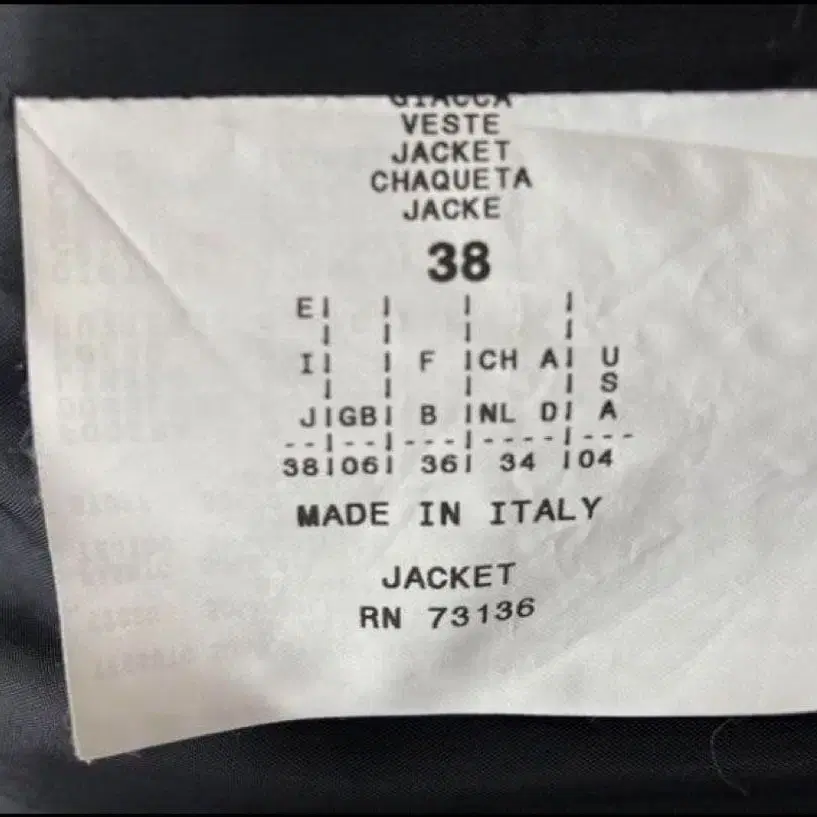 GIACCA
VESTE
JACKET
CHAQUETA
JACKE
38
E| | | |
I| | F |CH A| U
S
J|GB| B |NL D| A
--|--|---|----|---
38|06| 36| 34 |04
MADE IN ITALY
JACKET
RN 73136